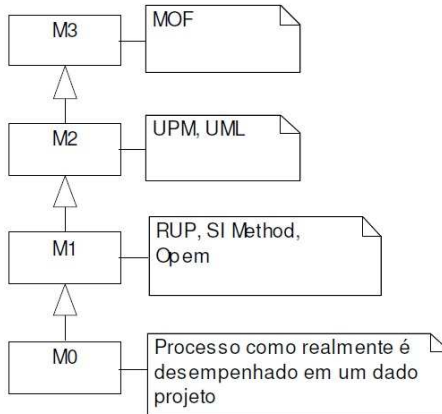 M3
MOF
M2
UPM, UML
M1
RUP, SI Method,
Opem
M0
Processo como realmente é
desempenhado em um dado
projeto